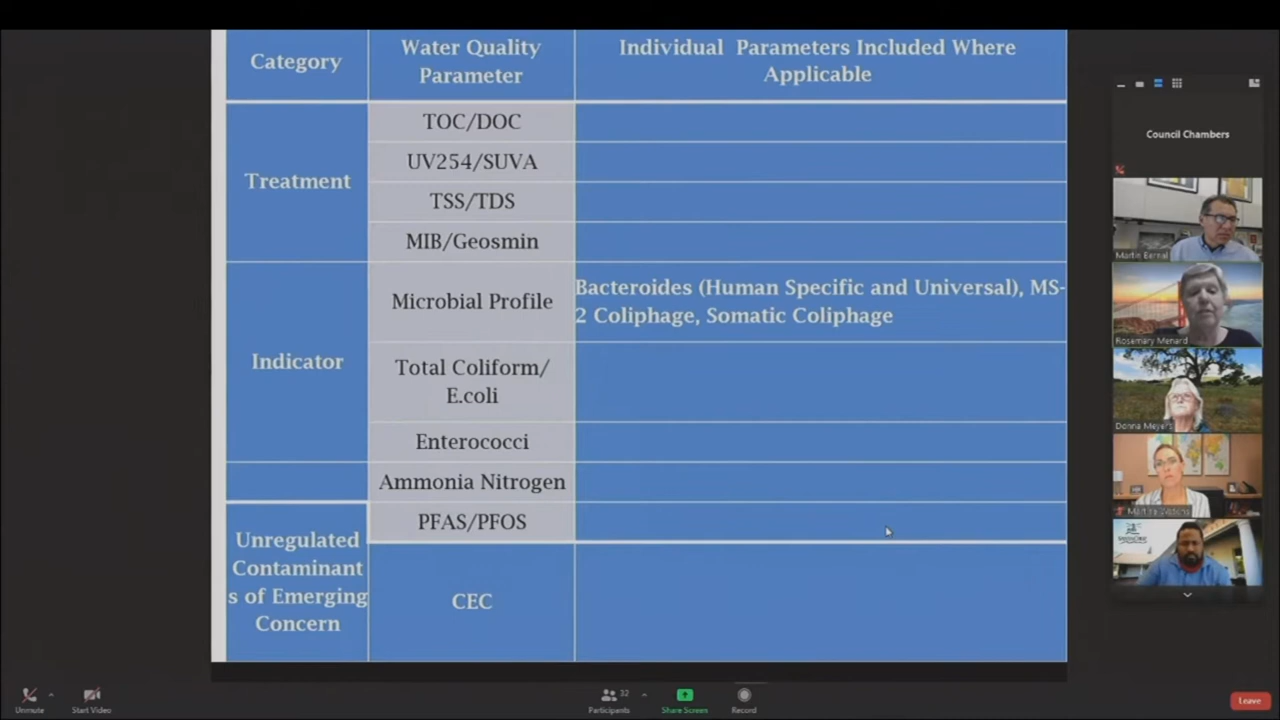 Category
Water Quality
Parameter
Individual Parameters Included Where
Applicable
Treatment
TOC/DOC
UV254/SUVA
TSS/TDS
MIB/Geosmin
Indicator
Microbial Profile
Bacteroides (Human Specific and Universal), MS-
2 Coliphage, Somatic Coliphage
Total Coliform/
E.coli
Enterococci
Ammonia Nitrogen
Unregulated
Contaminant
s of Emerging
Concern
PFAS/PFOS
CEC
Council Chambers
Martin Bernal
Rosemary Menard
Donna Meyers
Martine Watkins
Unmute
Start Video
32
Participants
Share Screen
Record
Leave